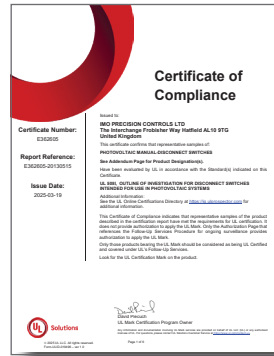 Certificate of
Compliance
Certificate Number:
E362605
Report Reference:
E362605-20130515
Issue Date:
2025-03-19
Issued to:
IMO PRECISION CONTROLS LTD
The Interchange Frobisher Way Hatfield AL10 9TG
United Kingdom
This certificate confirms that representative samples of:
PHOTOVOLTAIC MANUAL-DISCONNECT SWITCHES
See Addendum Page for Product Designation(s).
Have been evaluated by UL in accordance with the Standard(s) indicated on this
Certificate.
UL 508I, OUTLINE OF INVESTIGATION FOR DISCONNECT SWITCHES
INTENDED FOR USE IN PHOTOVOLTAIC SYSTEMS
Additional Information:
See the UL Online Certifications Directory at https://iq.ulprospector.com for
additional information.
This Certificate of Compliance indicates that representative samples of the product
described in the certification report have met the requirements for UL certification. It
does not provide authorization to apply the UL Mark. Only the Authorization Page that
references the Follow-Up Services Procedure for ongoing surveillance provides
authorization to apply the UL Mark.
Only those products bearing the UL Mark should be considered as being UL Certified
and covered under UL's Follow-Up Services.
Look for the UL Certification Mark on the product.
David Piecuch
UL Mark Certification Program Owner
UL Solutions
Page 1 of 3